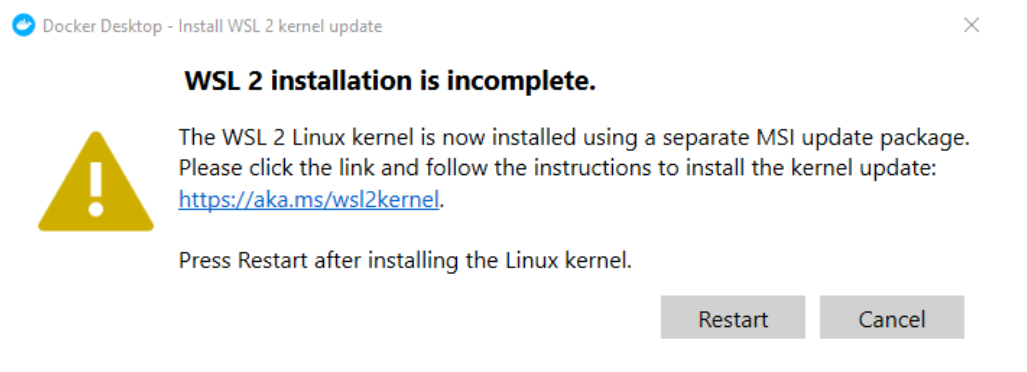 Docker Desktop - Install WSL 2 kernel update
WSL 2 installation is incomplete.
The WSL 2 Linux kernel is now installed using a separate MSI update package.
Please click the link and follow the instructions to install the kernel update:
https://aka.ms/wsl2kernel.
Press Restart after installing the Linux kernel.
Restart Cancel